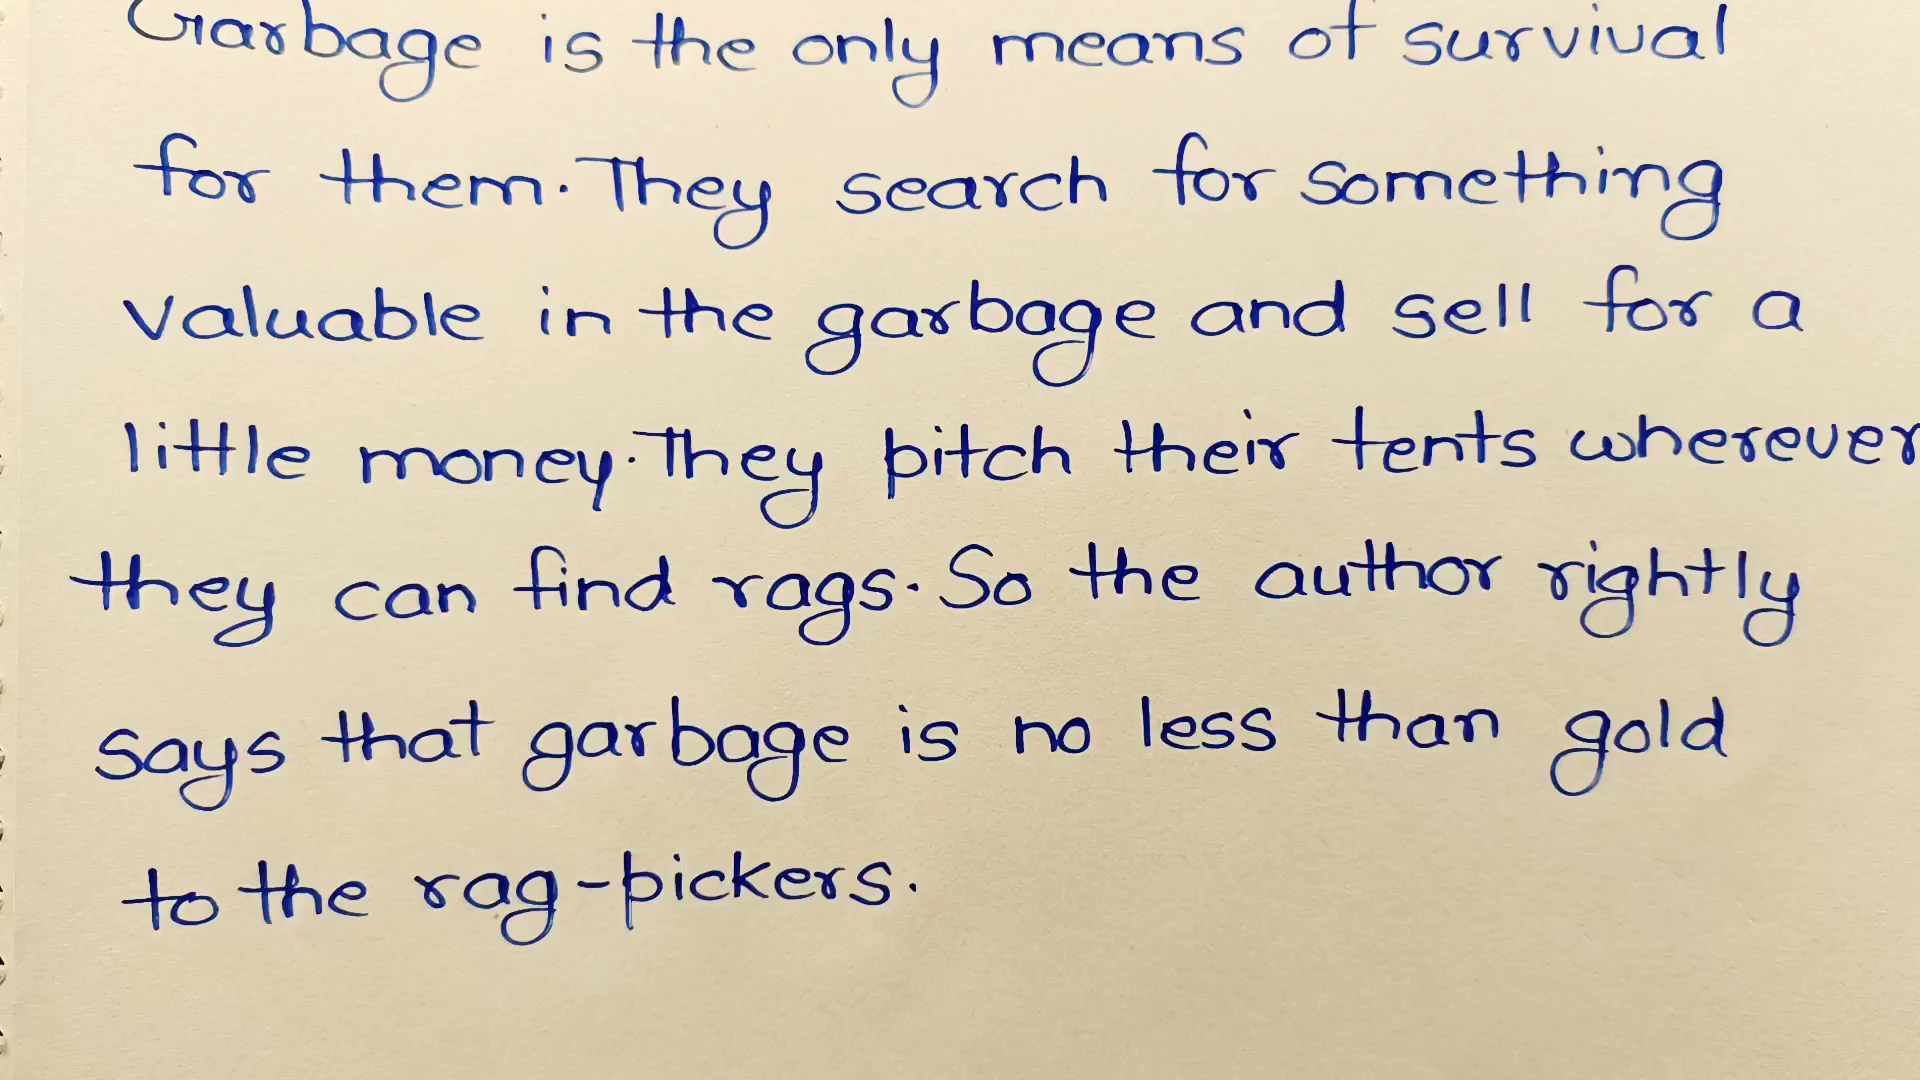 Garbage is the only means of survival
for them. They search for something
valuable in the garbage and sell for a
little money. They pitch their tents wherever
they can find rags. So the author rightly
says that garbage is no less than gold
to the rag-pickers.